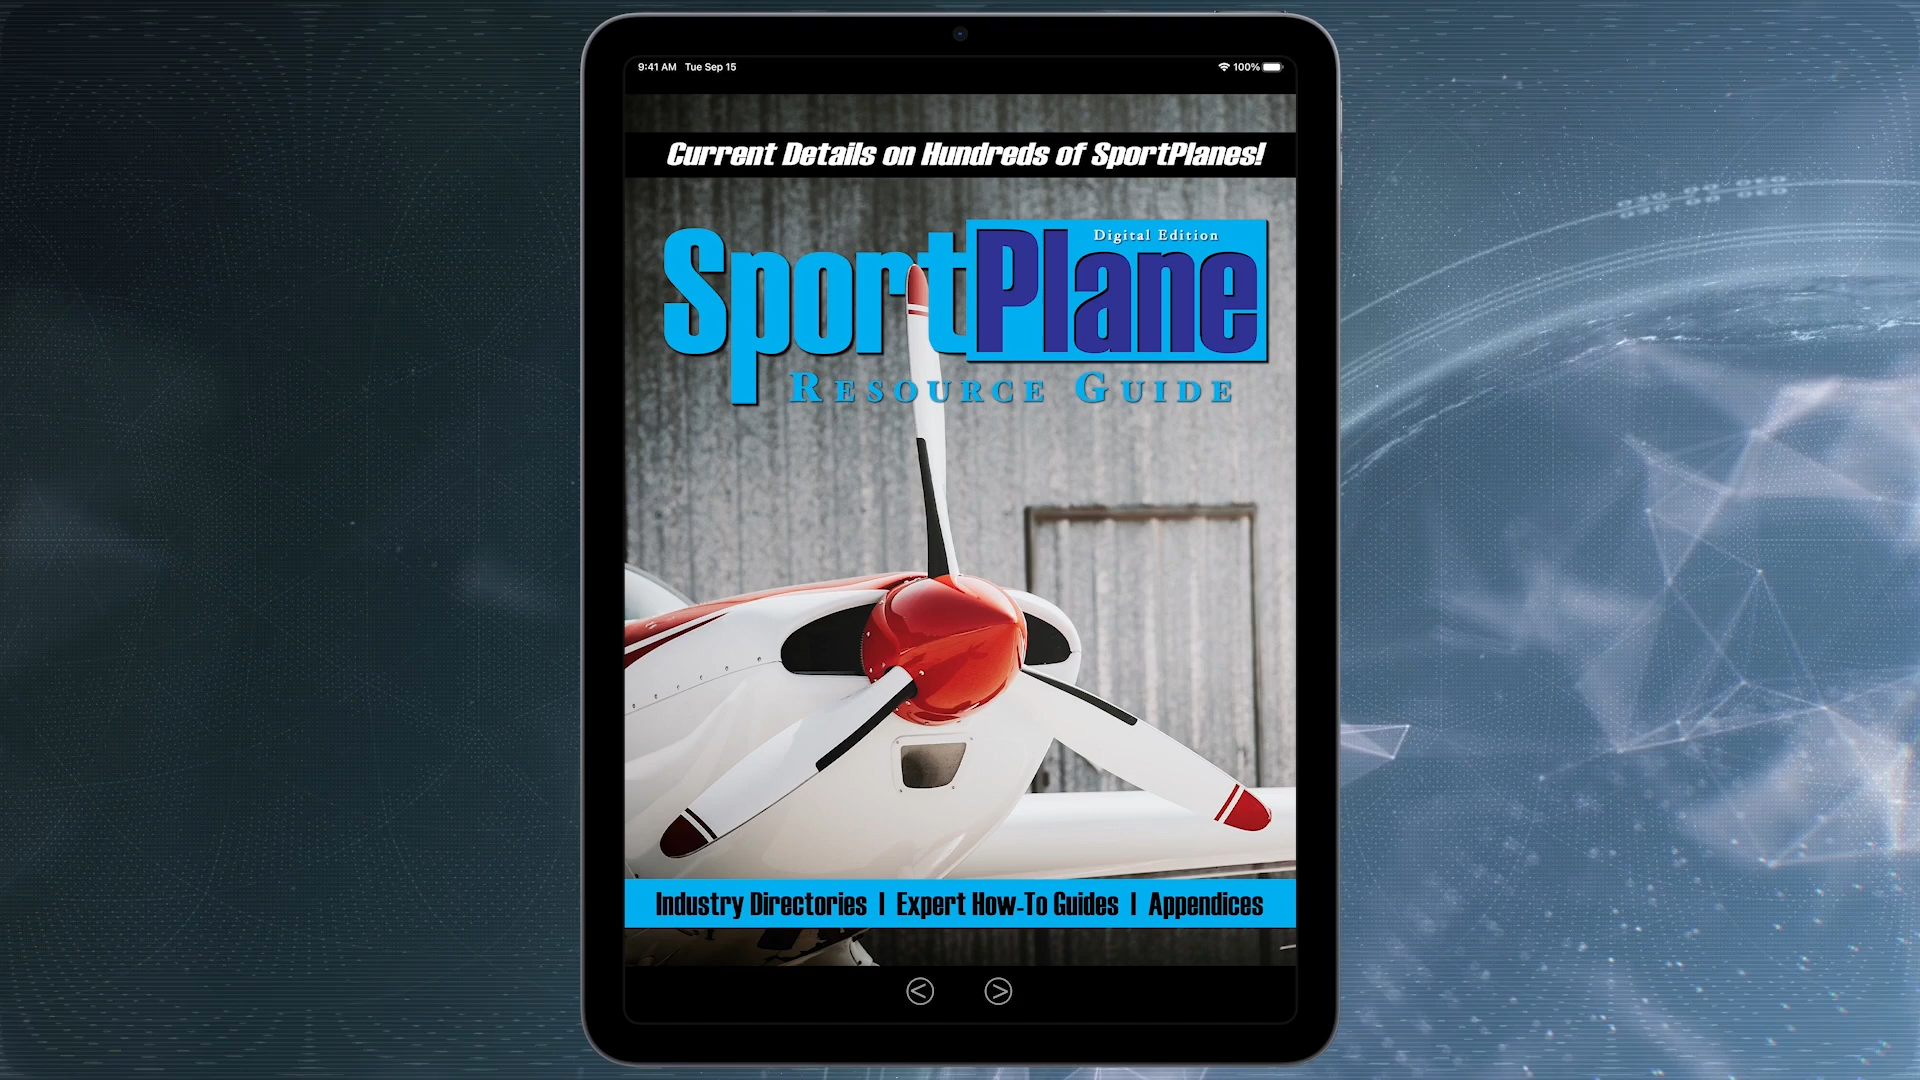 9:41 AM Tue Sep 15
100%
Current Details on Hundreds of SportPlanes!
Digital Edition
SportPlane
Resource Guide
Industry Directories | Expert How-To Guides | Appendices
< >